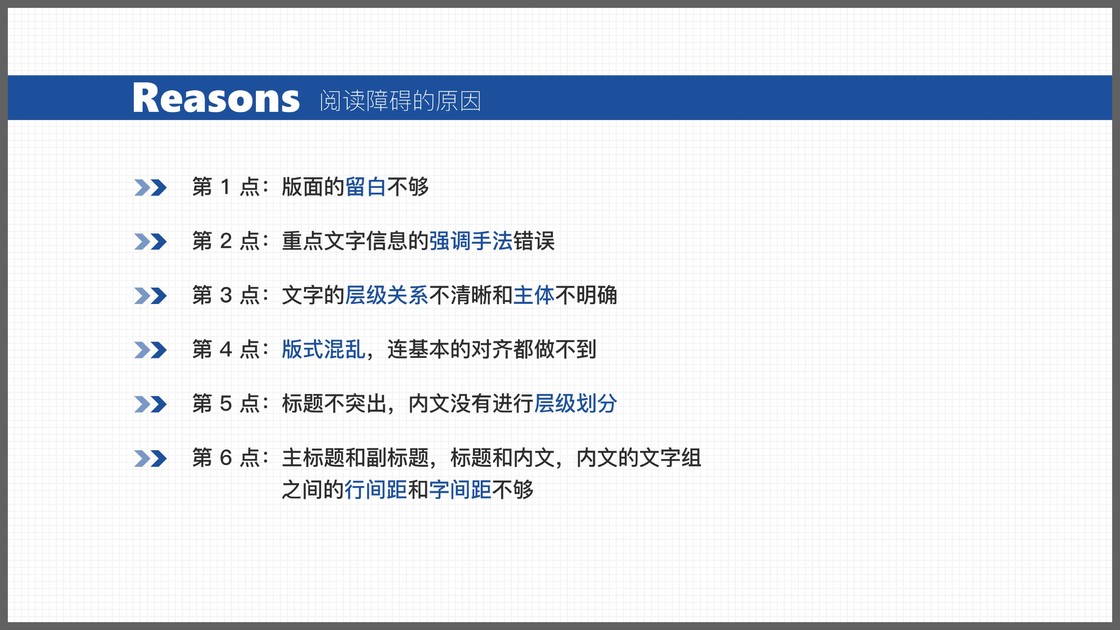 Reasons 阅读障碍的原因
第 1 点：版面的留白不够
第 2 点：重点文字信息的强调手法错误
第 3 点：文字的层级关系不清晰和主体不明确
第 4 点：版式混乱，连基本的对齐都做不到
第 5 点：标题不突出，内文没有进行层级划分
第 6 点：主标题和副标题，标题和内文，内文的文字组
之间的行间距和字间距不够